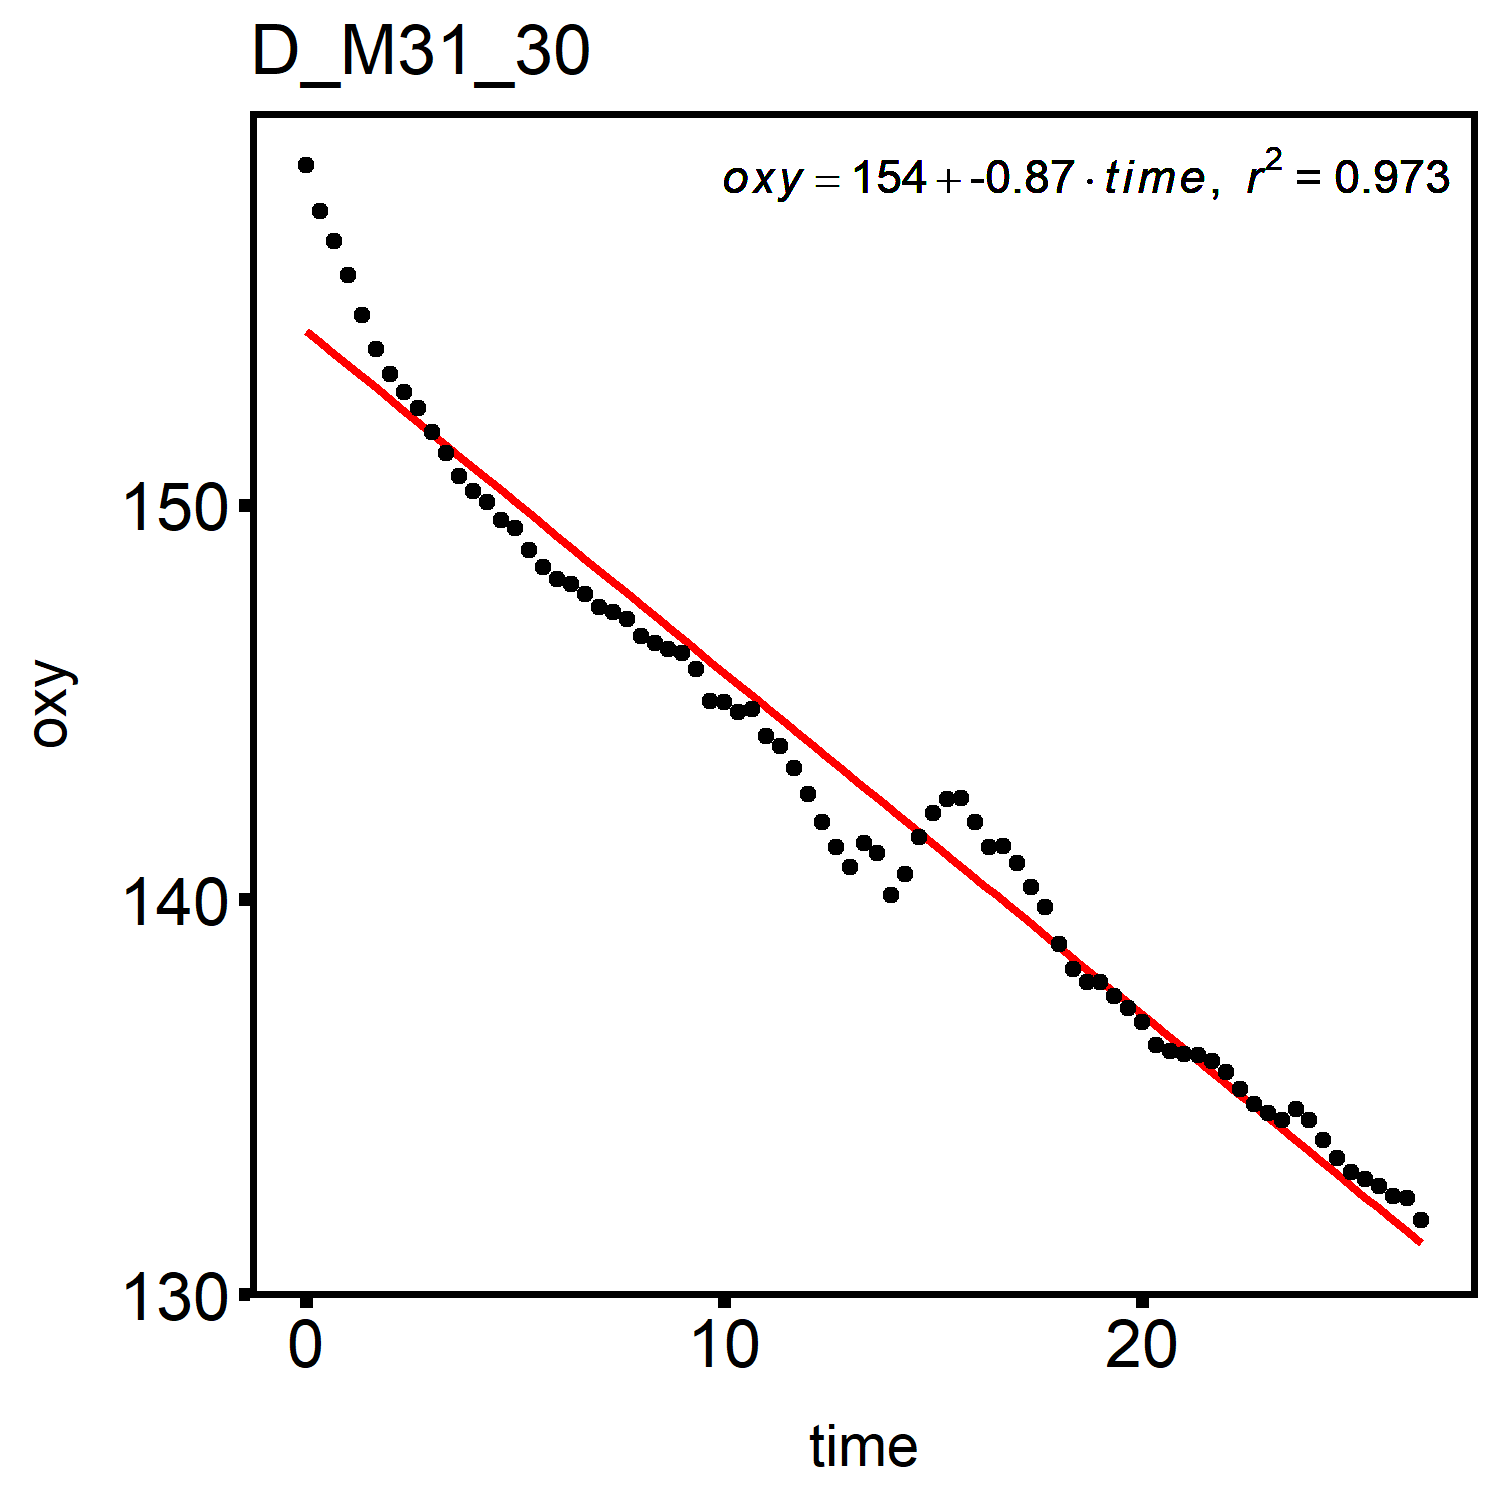 D_M31_30
oxy = 154 + -0.87 · time, r² = 0.973
150
140
130
oxy
0 10 20
time